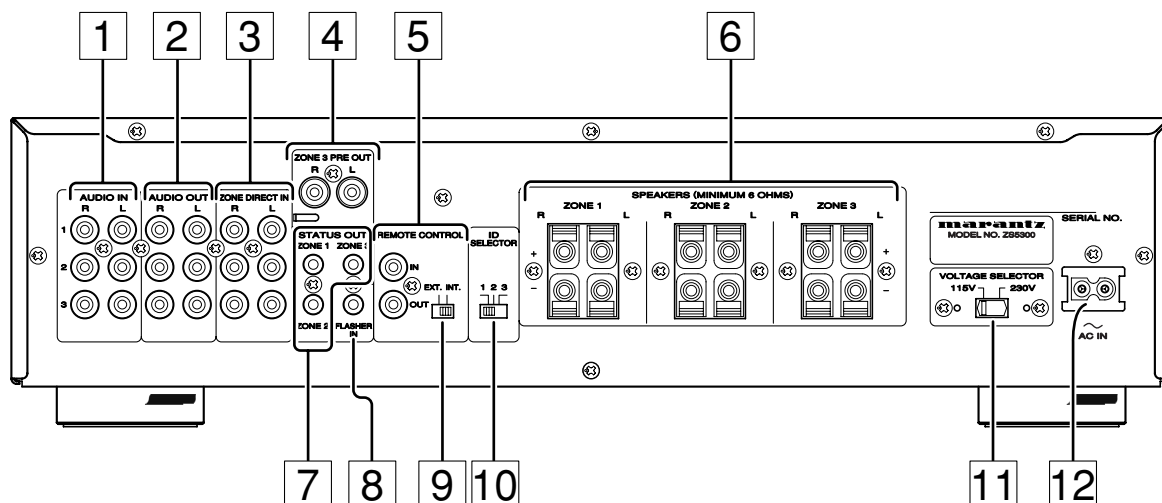 1 2 3 4 5 6
ZONE 3 PRE OUT
R L
AUDIO IN
R L
AUDIO OUT
R L
ZONE DIRECT IN
R L
1
2
3
STATUS OUT
ZONE 1 ZONE 3
ZONE 2
FLASHER
IN
REMOTE CONTROL
IN
OUT
EXT. INT.
ID
SELECTOR
1 2 3
SPEAKERS (MINIMUM 6 OHMS)
R ZONE 1 L
R ZONE 2 L
R ZONE 3 L
+ +
– –
marantz
MODEL NO. ZS5300
SERIAL NO.
VOLTAGE SELECTOR
115V 230V
~
AC IN
7 8 9 10 11 12